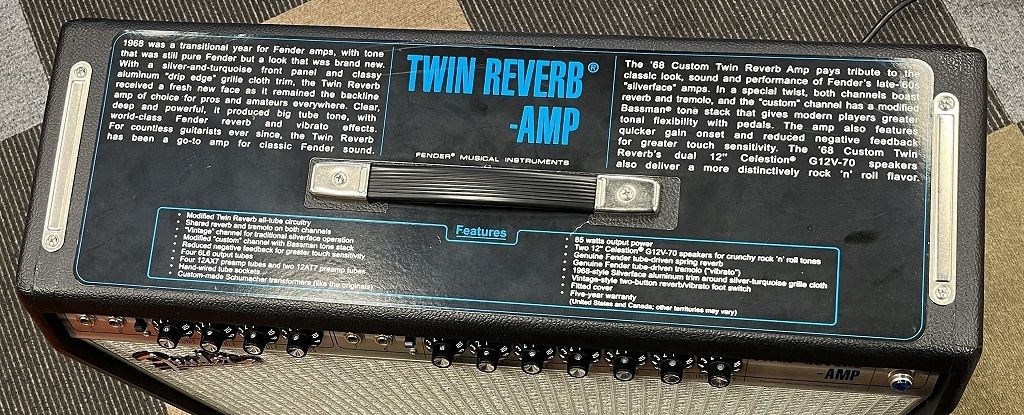 1968 was a transitional year for Fender amps, with tone
that was still pure Fender but a look that was brand new.
With a silver-and-turquoise front panel and classy
aluminum "drip edge" grille cloth trim, the Twin Reverb
received a fresh new face as it remained the backline
amp of choice for pros and amateurs everywhere. Clear,
deep and powerful, it produced big tube tone, with
world-class Fender reverb and vibrato effects.
For countless guitarists ever since, the Twin Reverb
has been a go-to amp for classic Fender sound.
TWIN REVERB®
-AMP
FENDER® MUSICAL INSTRUMENTS
The '68 Custom Twin Reverb Amp pays tribute to the
classic look, sound and performance of Fender's late-'60s
"silverface" amps. In a special twist, both channels boast
reverb and tremolo, and the "custom" channel has a modified
Bassman® tone stack that gives modern players greater
tonal flexibility with pedals. The amp also features
quicker gain onset and reduced negative feedback
for greater touch sensitivity. The '68 Custom Twin
Reverb's dual 12" Celestion® G12V-70 speakers
also deliver a more distinctively rock 'n' roll flavor.
Features
• Modified Twin Reverb all-tube circuitry
• Shared reverb and tremolo on both channels
• "Vintage" channel for traditional silverface operation
• Modified "custom" channel with Bassman tone stack
• Reduced negative feedback for greater touch sensitivity
• Four 6L6 output tubes
• Four 12AX7 preamp tubes and two 12AT7 preamp tubes
• Hand-wired tube sockets
• Custom-made Schumacher transformers (like the originals)
• 85 watts output power
• Two 12" Celestion® G12V-70 speakers for crunchy rock 'n' roll tones
• Genuine Fender tube-driven spring reverb
• Genuine Fender tube-driven tremolo ("vibrato")
• 1968-style Silverface aluminum trim around silver-turquoise grille cloth
• Vintage-style two-button reverb/vibrato foot switch
• Fitted cover
• Five-year warranty
(United States and Canada; other territories may vary)
Fender
-AMP